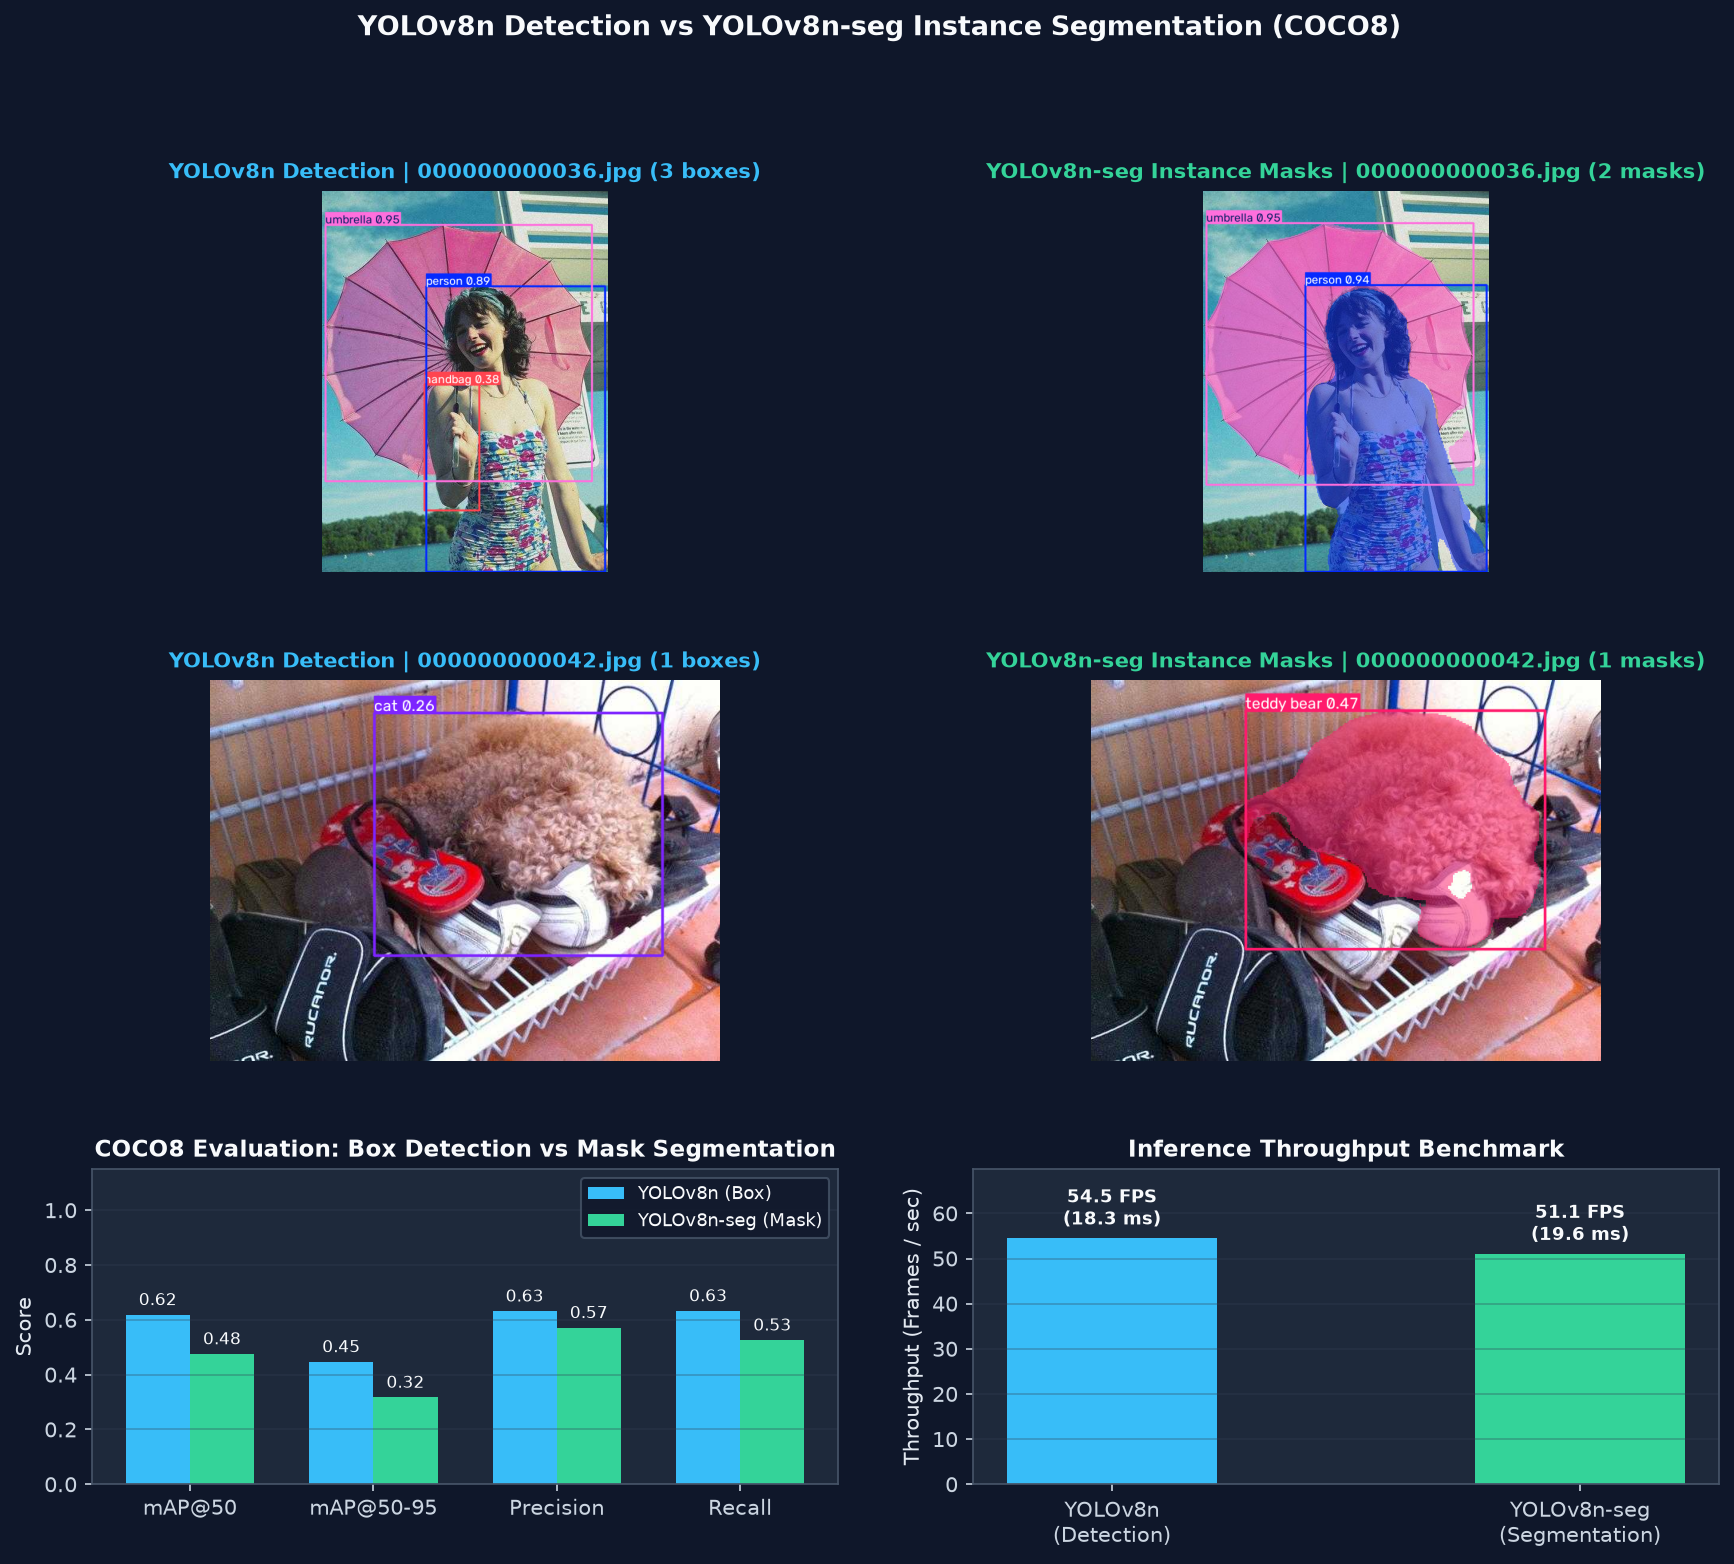 YOLOv8n Detection vs YOLOv8n-seg Instance Segmentation (COCO8)
YOLOv8n Detection | 000000000036.jpg (3 boxes)
umbrella 0.95
person 0.89
handbag 0.38
YOLOv8n-seg Instance Masks | 000000000036.jpg (2 masks)
umbrella 0.95
person 0.94
YOLOv8n Detection | 000000000042.jpg (1 boxes)
cat 0.26
RUCANOR.
OR.
YOLOv8n-seg Instance Masks | 000000000042.jpg (1 masks)
teddy bear 0.47
RUCANOR.
NOR.
COCO8 Evaluation: Box Detection vs Mask Segmentation
Score
1.0
0.8
0.6
0.4
0.2
0.0
YOLOv8n (Box)
YOLOv8n-seg (Mask)
0.62
0.48
0.45
0.32
0.63
0.57
0.63
0.53
mAP@50
mAP@50-95
Precision
Recall
Inference Throughput Benchmark
Throughput (Frames / sec)
60
50
40
30
20
10
0
54.5 FPS
(18.3 ms)
51.1 FPS
(19.6 ms)
YOLOv8n
(Detection)
YOLOv8n-seg
(Segmentation)